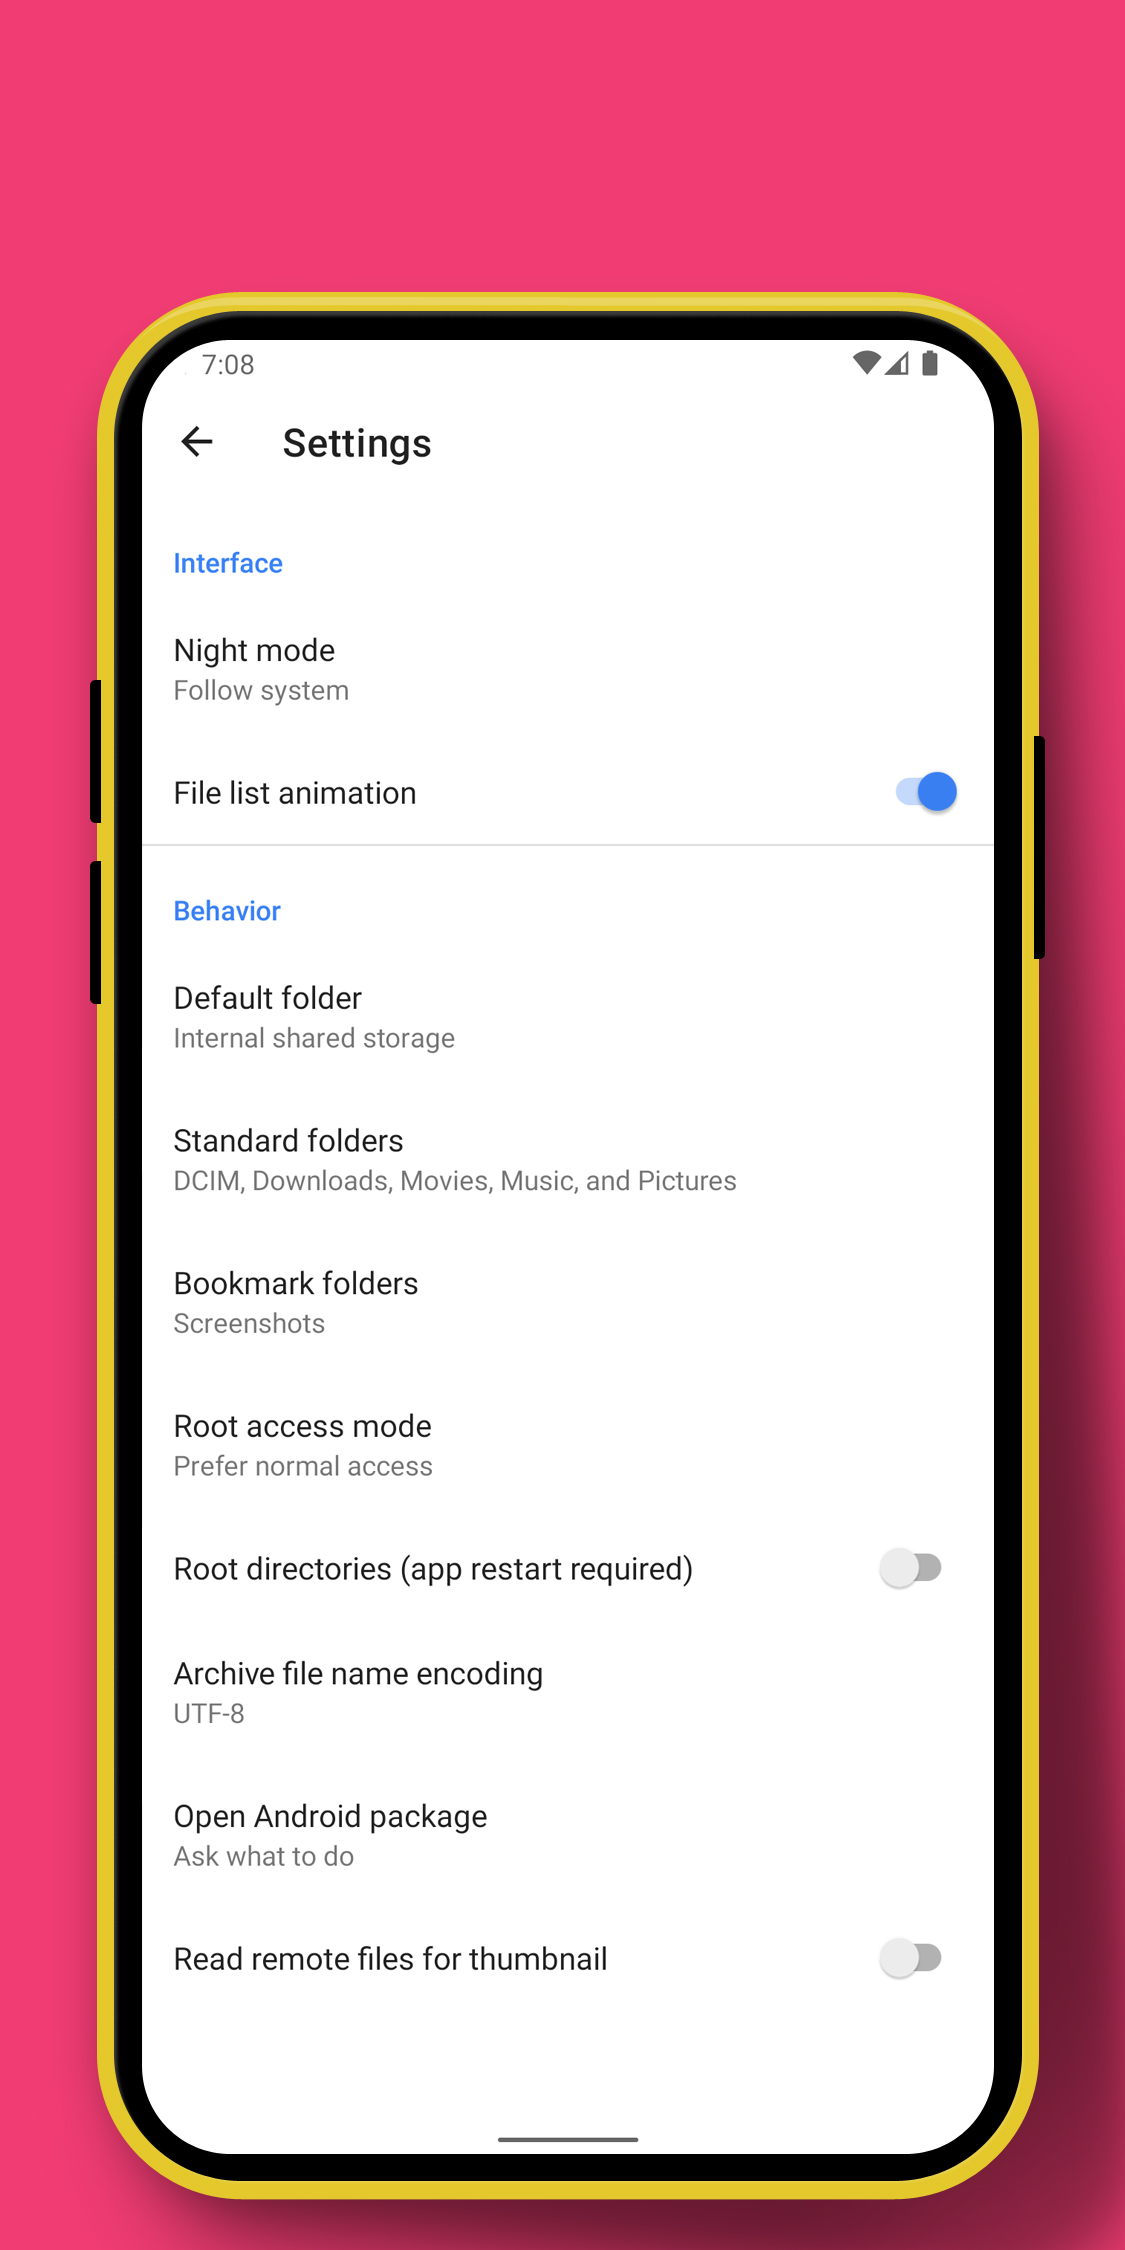 7:08
Settings
Interface
Night mode
Follow system
File list animation
Behavior
Default folder
Internal shared storage
Standard folders
DCIM, Downloads, Movies, Music, and Pictures
Bookmark folders
Screenshots
Root access mode
Prefer normal access
Root directories (app restart required)
Archive file name encoding
UTF-8
Open Android package
Ask what to do
Read remote files for thumbnail